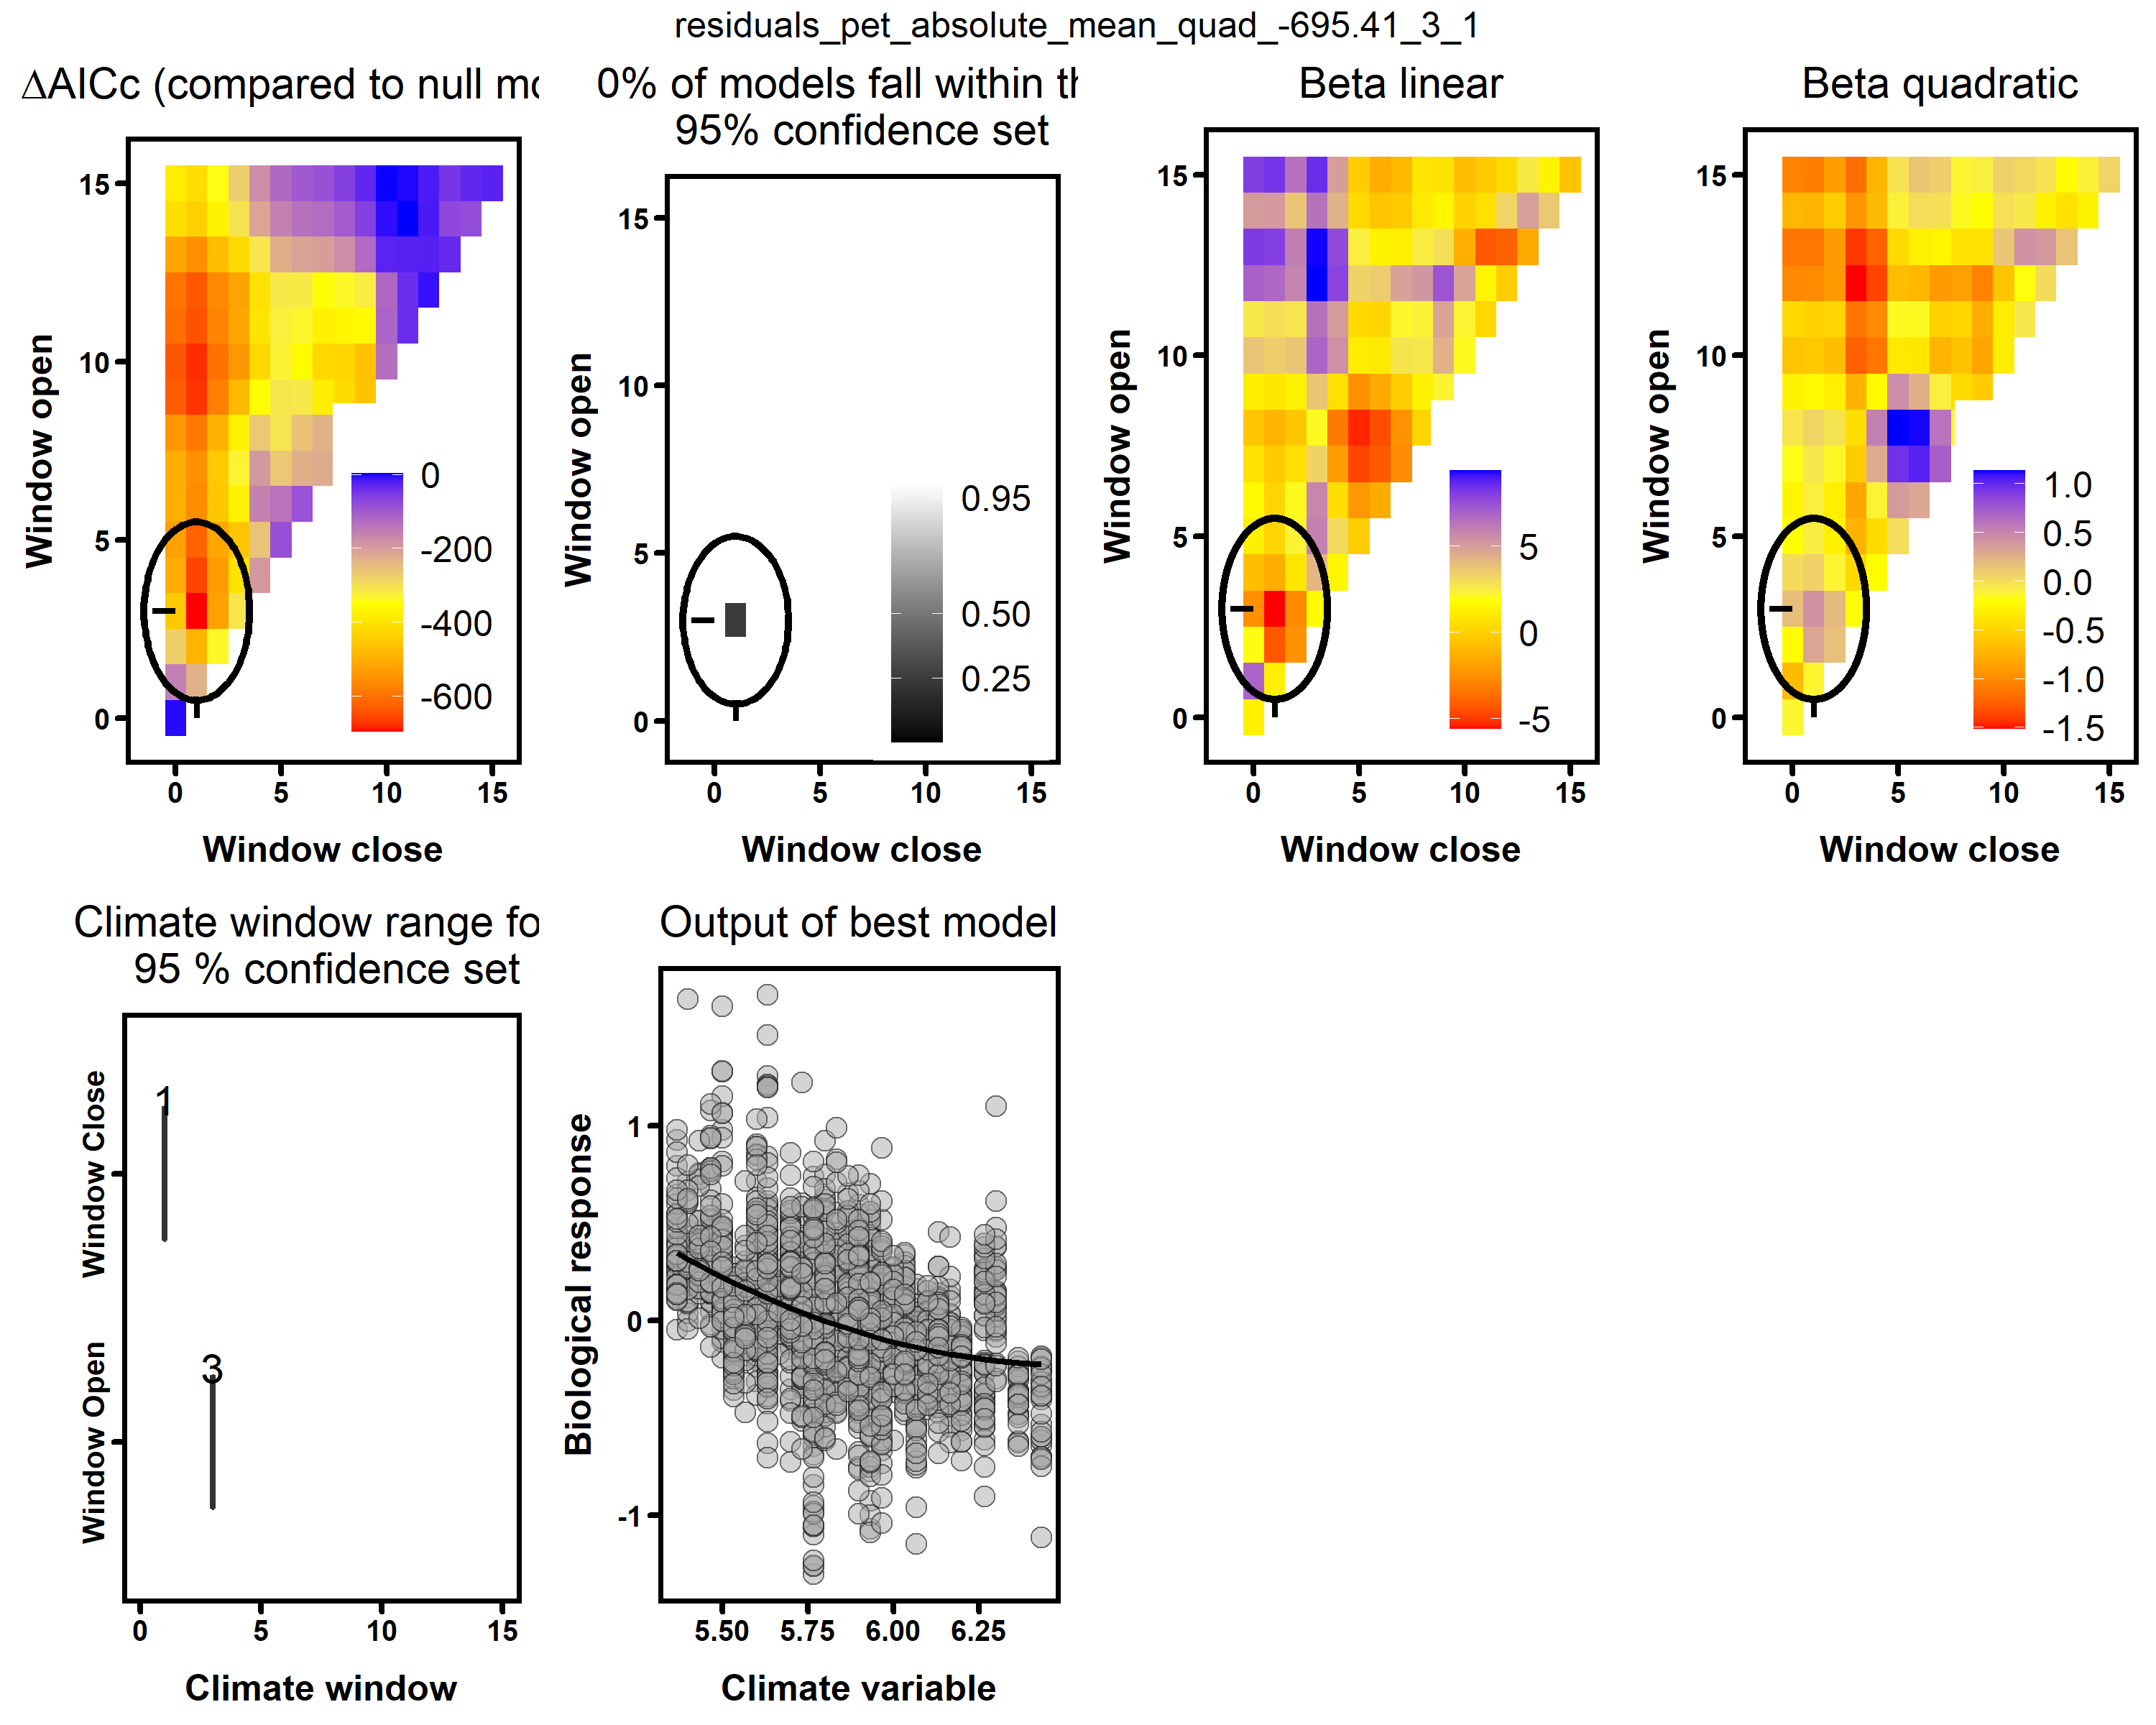 residuals_pet_absolute_mean_quad_-695.41_3_1
ΔAICc (compared to null mo
15
10
5
0
0
5
10
15
0
-200
-400
-600
Window open
Window close
0% of models fall within th
95% confidence set
15
10
5
0
0
5
10
15
0.95
0.50
0.25
Window open
Window close
Beta linear
15
10
5
0
0
5
10
15
5
0
-5
Window open
Window close
Beta quadratic
15
10
5
0
0
5
10
15
1.0
0.5
0.0
-0.5
-1.0
-1.5
Window open
Window close
Climate window range fo
95 % confidence set
Window Close
Window Open
1
3
0
5
10
15
Climate window
Output of best model
1
0
-1
5.50
5.75
6.00
6.25
Biological response
Climate variable